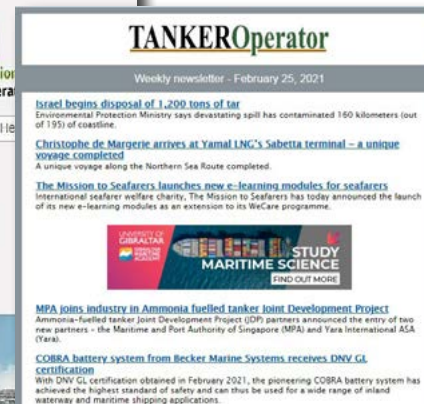 TANKEROperator
Weekly newsletter - February 25, 2021
Israel begins disposal of 1,200 tons of tar
Environmental Protection Ministry says devastating spill has contaminated 160 kilometers (out
of 195) of coastline.
Christophe de Margerie arrives at Yamal LNG's Sabetta terminal – a unique
voyage completed
A unique voyage along the Northern Sea Route completed.
The Mission to Seafarers launches new e-learning modules for seafarers
International seafarer welfare charity, The Mission to Seafarers has today announced the launch
of its new e-learning modules as an extension to its WeCare programme.
UNIVERSITY OF
GIBRALTAR
STUDY
MARITIME SCIENCE
FIND OUT MORE
MPA joins industry in Ammonia fuelled tanker Joint Development Project
Ammonia-fuelled tanker Joint Development Project (JDP) partners announced the entry of two
new partners - the Maritime and Port Authority of Singapore (MPA) and Yara International ASA
(Yara).
COBRA battery system from Becker Marine Systems receives DNV GL
certification
With DNV GL certification obtained in February 2021, the pioneering COBRA battery system has
achieved the highest standard of safety and can thus be used for a wide range of inland
waterway and maritime shipping applications.